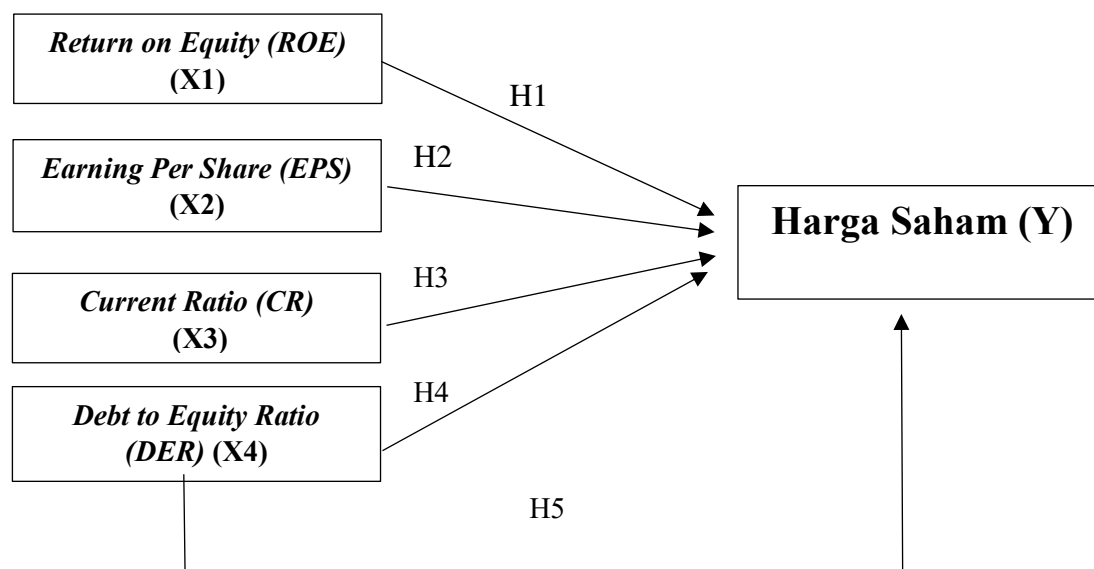 Return on Equity (ROE)
(X1)
H1
Earning Per Share (EPS)
(X2)
H2
Harga Saham (Y)
Current Ratio (CR)
(X3)
H3
Debt to Equity Ratio
(DER) (X4)
H4
H5